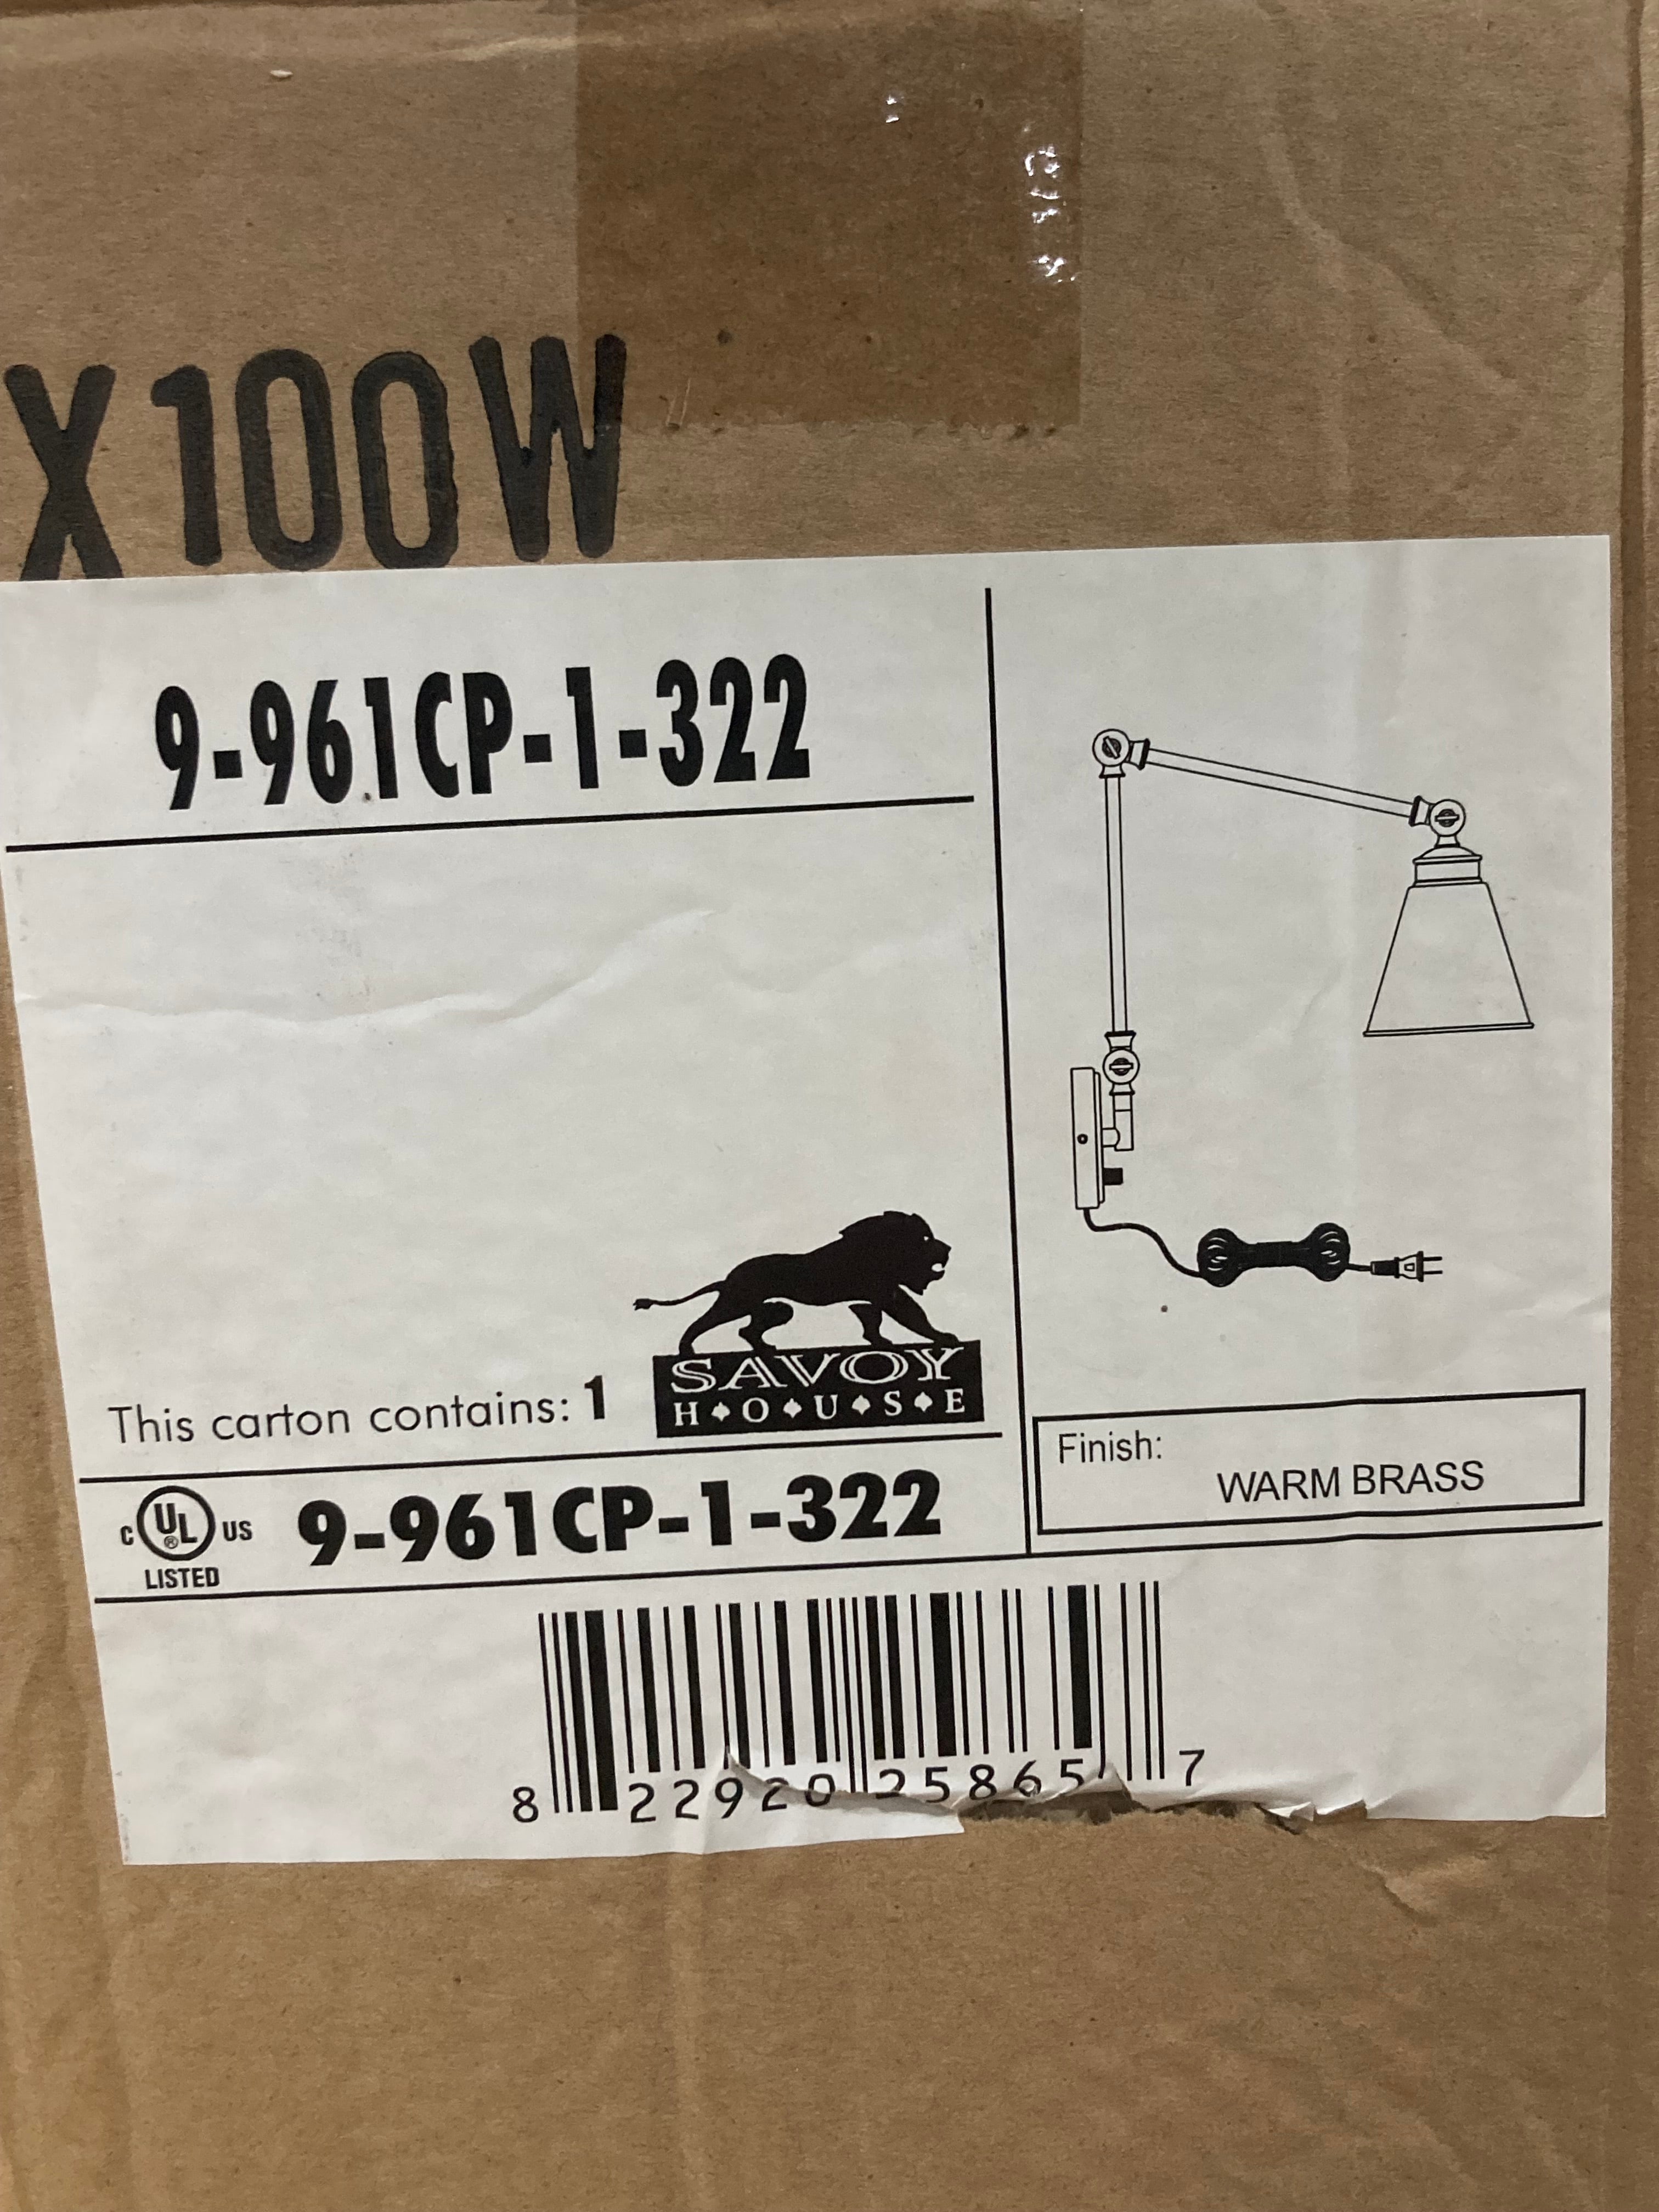 X100W
9-961CP-1-322
SAVOY
HOUSE
This carton contains: 1
Finish:
WARM BRASS
C UL® US
LISTED
9-961CP-1-322
8 22920 25865 7